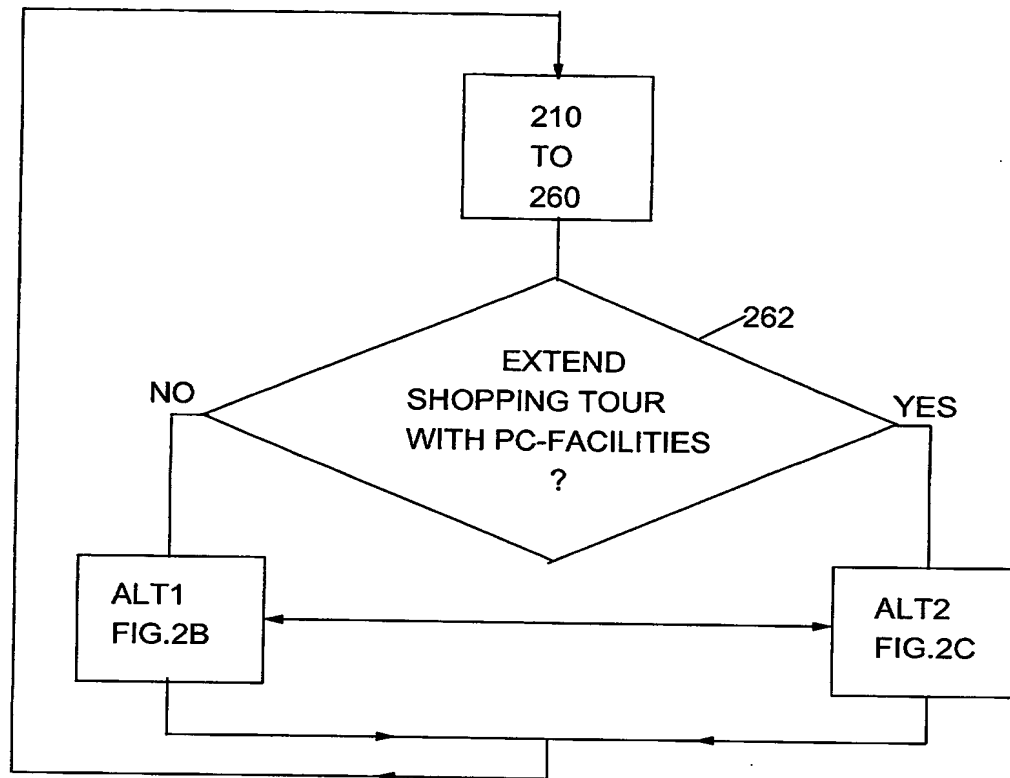 210
TO
260
262
EXTEND
SHOPPING TOUR
WITH PC-FACILITIES
?
NO
YES
ALT1
FIG.2B
ALT2
FIG.2C